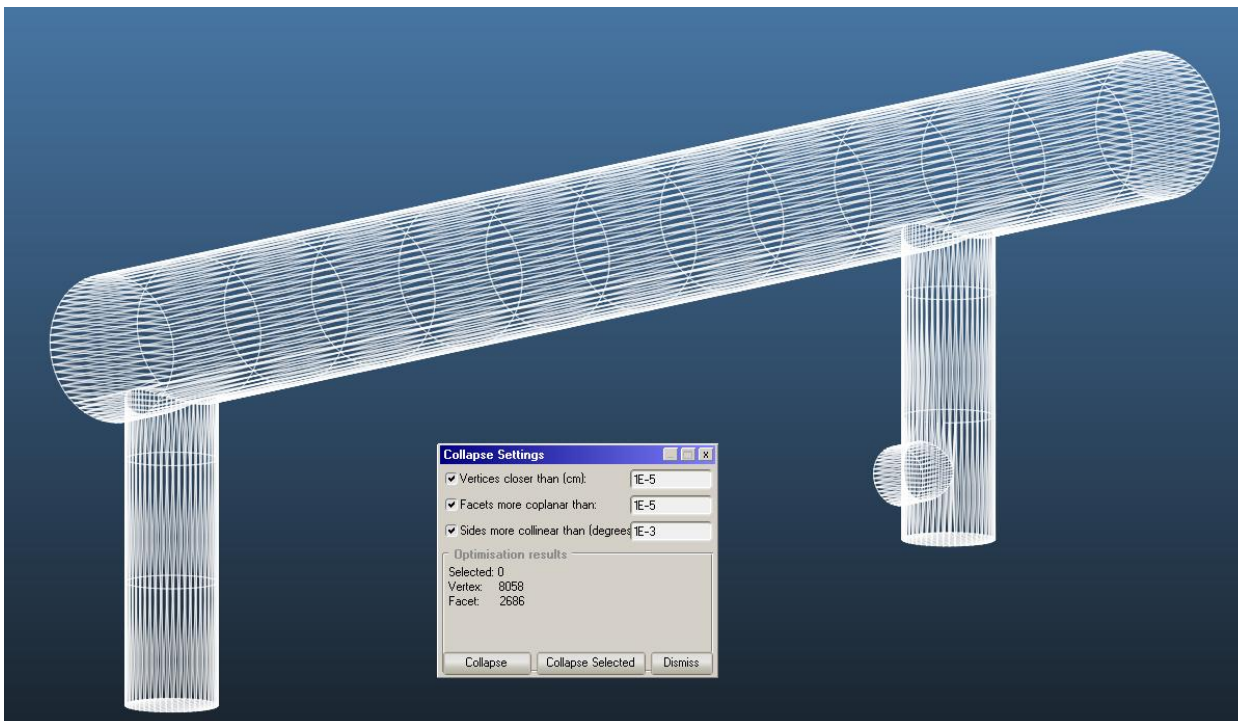 Collapse Settings
Vertices closer than (cm): 1E-5
Facets more coplanar than: 1E-5
Sides more collinear than (degrees 1E-3
Optimisation results
Selected: 0
Vertex: 8058
Facet: 2686
Collapse Collapse Selected Dismiss